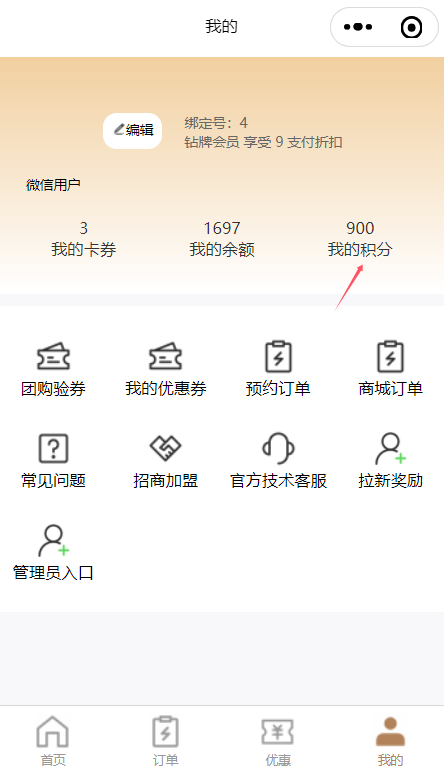 我的
编辑
绑定号：4
钻牌会员 享受 9 支付折扣
微信用户
3 1697 900
我的卡券 我的余额 我的积分
团购验券 我的优惠券 预约订单 商城订单
常见问题 招商加盟 官方技术客服 拉新奖励
管理员入口
首页 订单 优惠 我的